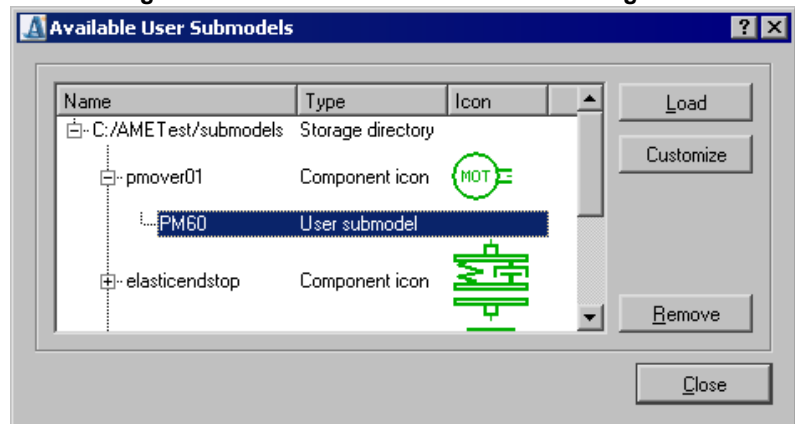 Available User Submodels
Name Type Icon
C:/AMETest/submodels Storage directory
pmover01 Component icon MOT
PM60 User submodel
elasticendstop Component icon
Load
Customize
Remove
Close